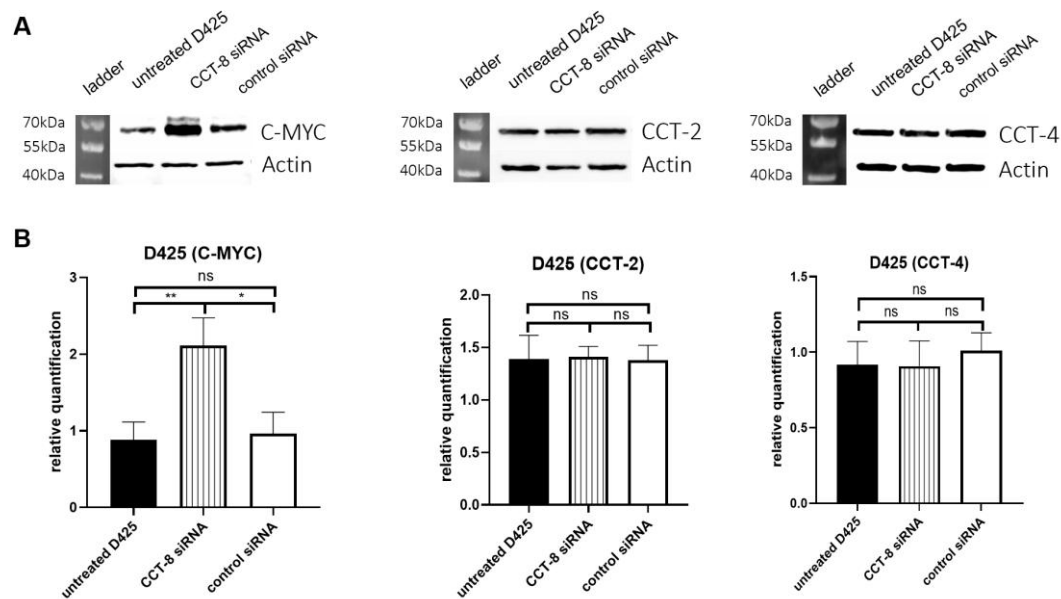 A
ladder
untreated D425
CCT-8 siRNA
control siRNA
70kDa
55kDa
40kDa
C-MYC
Actin
ladder
untreated D425
CCT-8 siRNA
control siRNA
70kDa
55kDa
40kDa
CCT-2
Actin
ladder
untreated D425
CCT-8 siRNA
control siRNA
70kDa
55kDa
40kDa
CCT-4
Actin
B
D425 (C-MYC)
relative quantification
3
2
1
0
ns
** *
untreated D425
CCT-8 siRNA
control siRNA
D425 (CCT-2)
relative quantification
2.0
1.5
1.0
0.5
0.0
ns
ns ns
untreated D425
CCT-8 siRNA
control siRNA
D425 (CCT-4)
relative quantification
1.5
1.0
0.5
0.0
ns
ns ns
untreated D425
CCT-8 siRNA
control siRNA